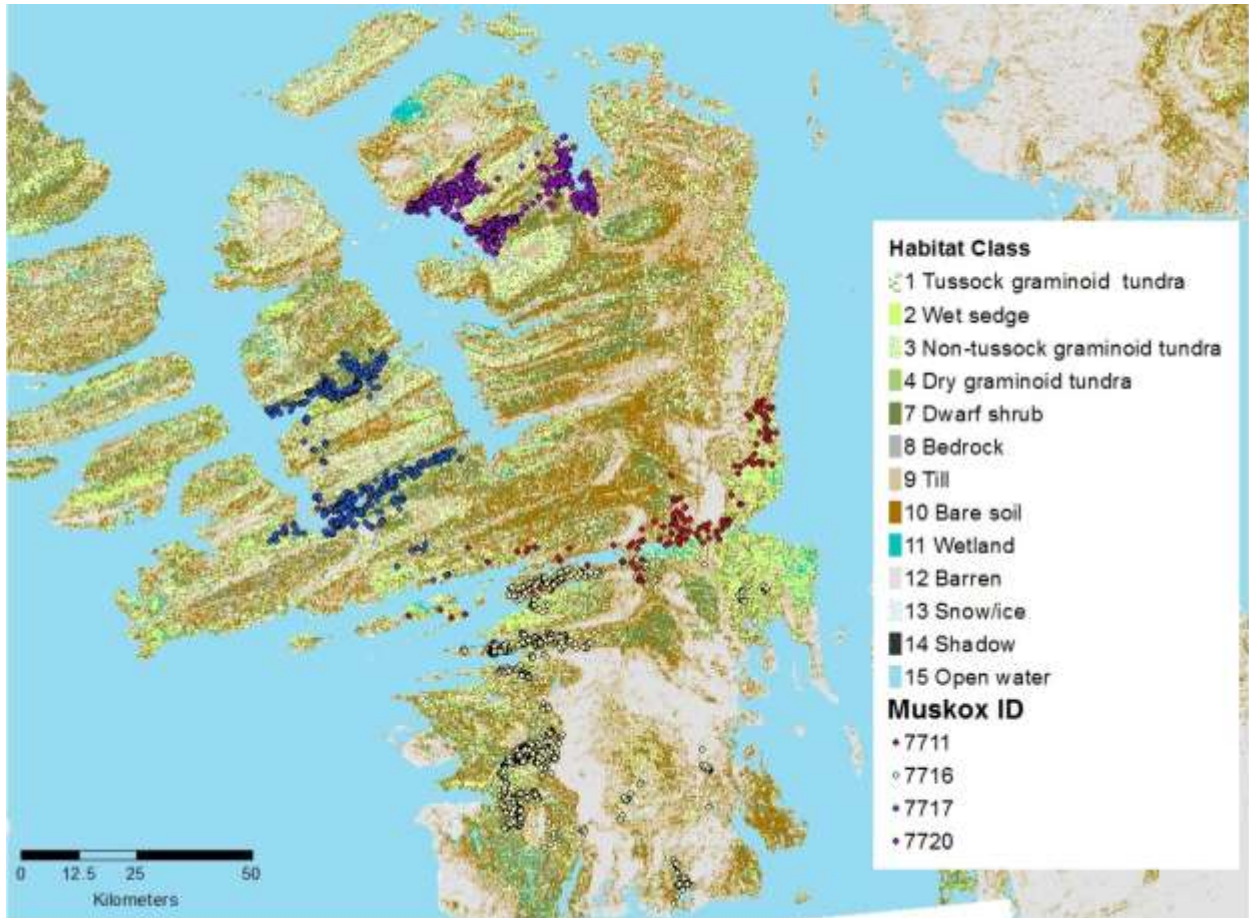 Habitat Class
1 Tussock graminoid tundra
2 Wet sedge
3 Non-tussock graminoid tundra
4 Dry graminoid tundra
7 Dwarf shrub
8 Bedrock
9 Till
10 Bare soil
11 Wetland
12 Barren
13 Snow/ice
14 Shadow
15 Open water
Muskox ID
7711
7716
7717
7720
0 12.5 25 50
Kilometers